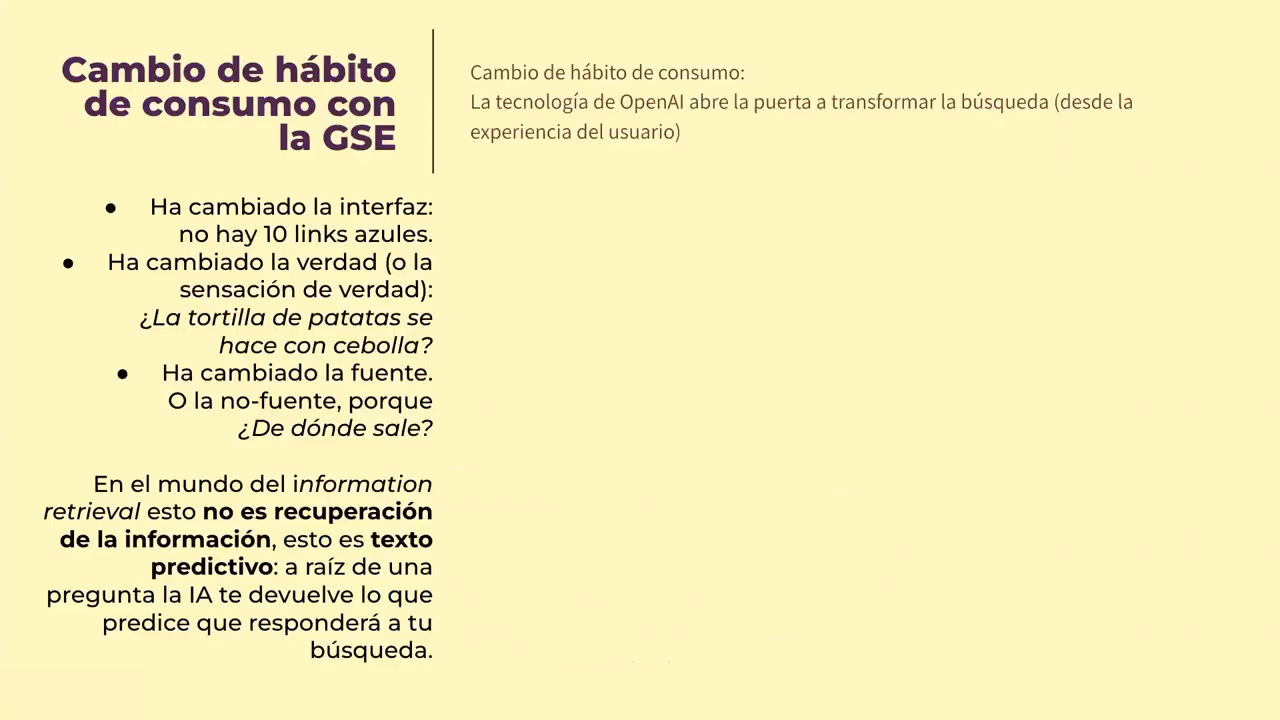 Cambio de hábito
de consumo con
la GSE
Cambio de hábito de consumo:
La tecnología de OpenAI abre la puerta a transformar la búsqueda (desde la
experiencia del usuario)
● Ha cambiado la interfaz:
no hay 10 links azules.
● Ha cambiado la verdad (o la
sensación de verdad):
¿La tortilla de patatas se
hace con cebolla?
● Ha cambiado la fuente.
O la no-fuente, porque
¿De dónde sale?
En el mundo del information
retrieval esto no es recuperación
de la información, esto es texto
predictivo: a raíz de una
pregunta la IA te devuelve lo que
predice que responderá a tu
búsqueda.